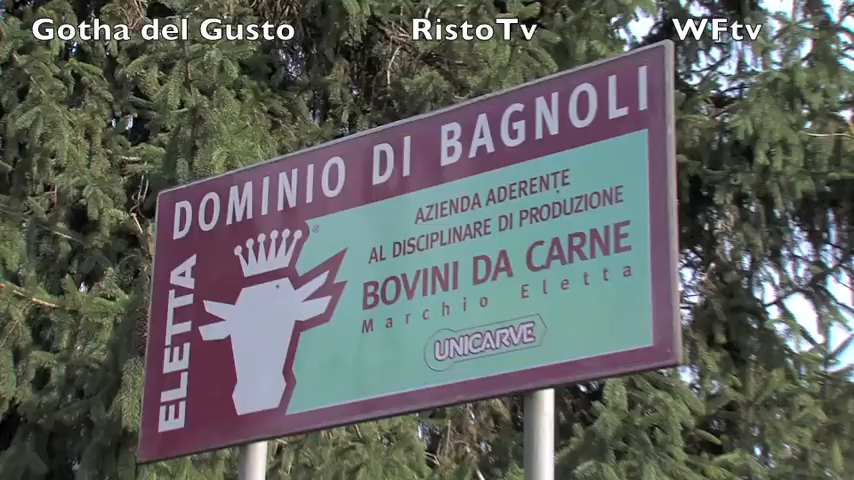 Gotha del Gusto RistoTv WFtv
DOMINIO DI BAGNOLI
AZIENDA ADERENTE
AL DISCIPLINARE DI PRODUZIONE
BOVINI DA CARNE
Marchio Eletta
UNICARVE
ELETTA